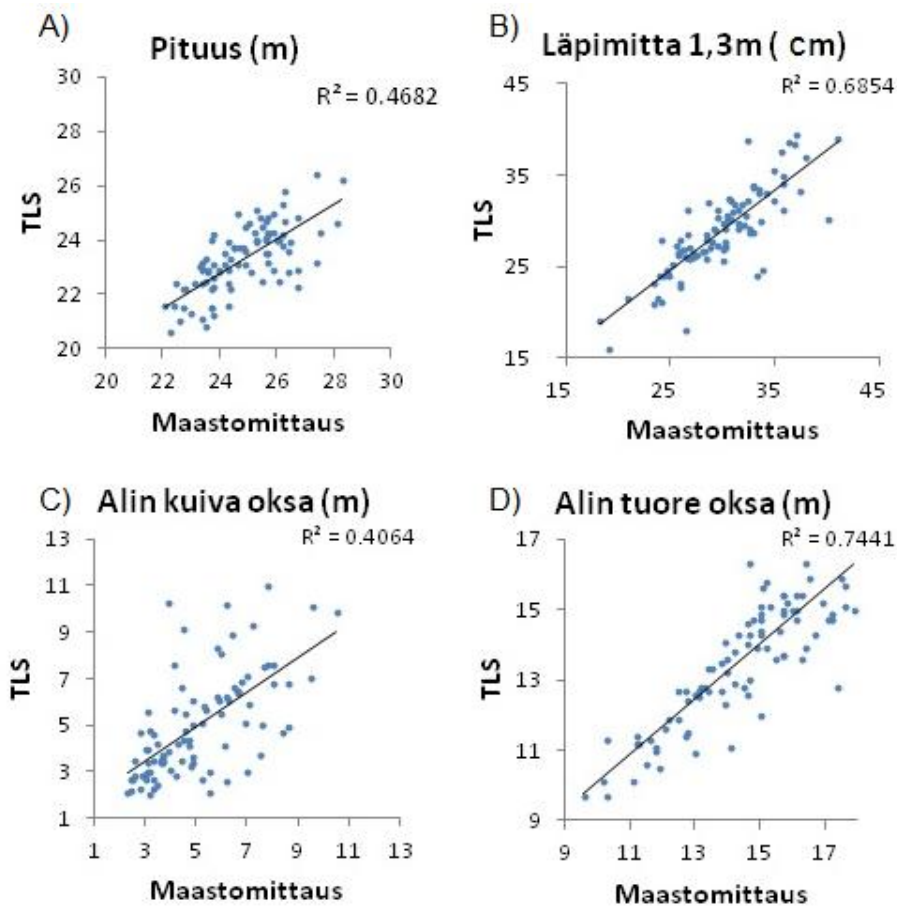 A)
Pituus (m)
R² = 0.4682
30
28
26
24
22
20
TLS
20 22 24 26 28 30
Maastomittaus
B)
Läpimitta 1,3m ( cm)
R² = 0.6854
45
35
25
15
TLS
15 25 35 45
Maastomittaus
C)
Alin kuiva oksa (m)
R² = 0.4064
13
11
9
7
5
3
1
TLS
1 3 5 7 9 11 13
Maastomittaus
D)
Alin tuore oksa (m)
R² = 0.7441
17
15
13
11
9
TLS
9 11 13 15 17
Maastomittaus